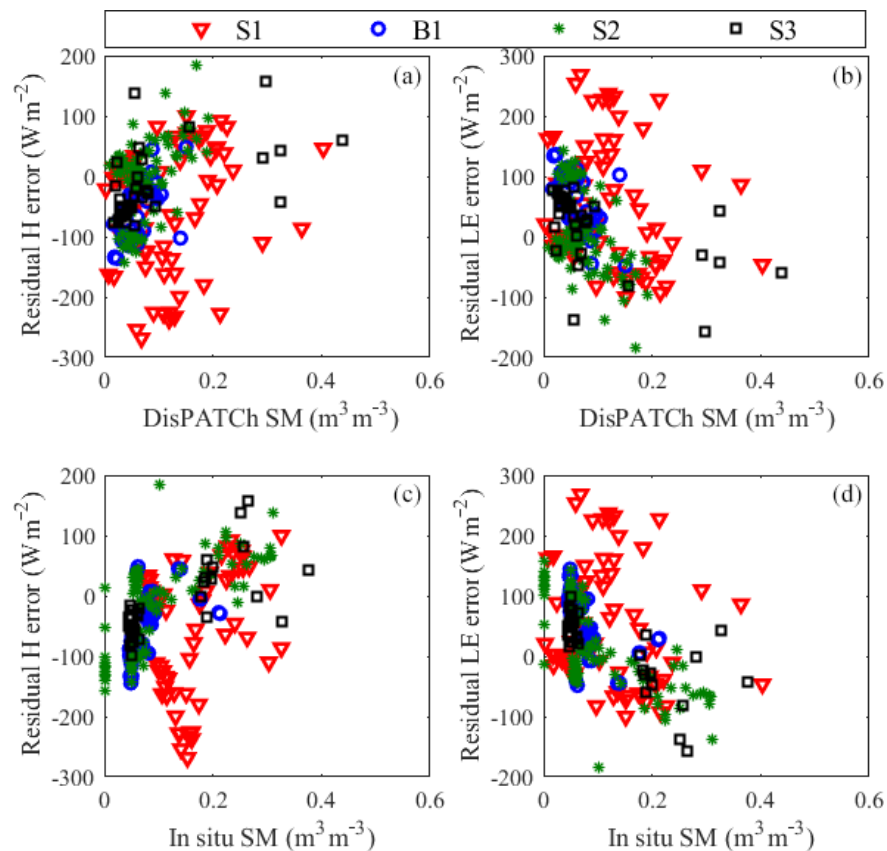 S1 B1 S2 S3
(a)
Residual H error (W m⁻²)
200
100
0
-100
-200
-300
0 0.2 0.4 0.6
DisPATCh SM (m³ m⁻³)
(b)
Residual LE error (W m⁻²)
300
200
100
0
-100
-200
0 0.2 0.4 0.6
DisPATCh SM (m³ m⁻³)
(c)
Residual H error (W m⁻²)
200
100
0
-100
-200
-300
0 0.2 0.4 0.6
In situ SM (m³ m⁻³)
(d)
Residual LE error (W m⁻²)
300
200
100
0
-100
-200
0 0.2 0.4 0.6
In situ SM (m³ m⁻³)